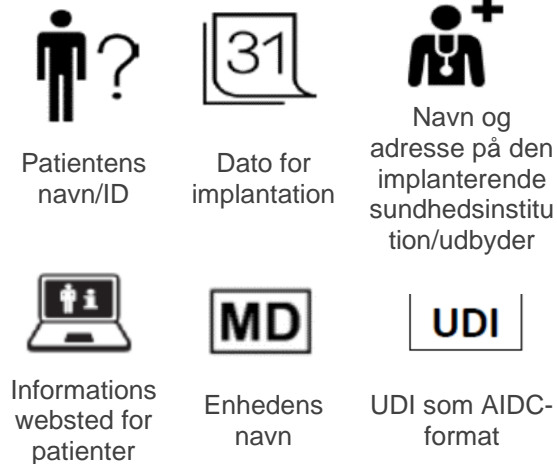 ?
31
Patientens
navn/ID
Dato for
implantation
Navn og
adresse på den
implanterende
sundhedsinstitu
tion/udbyder
MD
UDI
Informations
websted for
patienter
Enhedens
navn
UDI som AIDC-
format